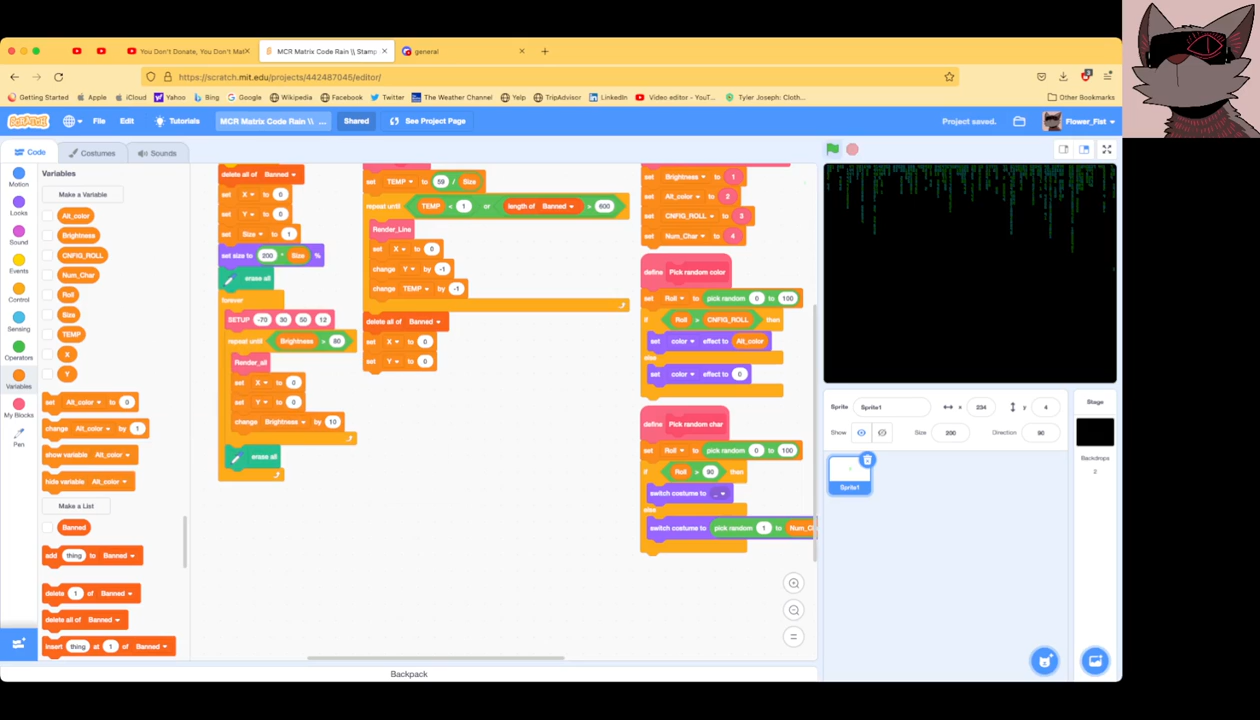 You Don't Donate, You Don't Mat
MCR Matrix Code Rain \\ Stamp
general
https://scratch.mit.edu/projects/442487045/editor/
Getting Started Apple iCloud Yahoo Bing Google Wikipedia Facebook Twitter The Weather Channel Yelp TripAdvisor LinkedIn Video editor - YouT... Tyler Joseph: Cloth... Other Bookmarks
SCRATCH File Edit Tutorials MCR Matrix Code Rain \\ ... Shared See Project Page Project saved. Flower_Fist
Code Costumes Sounds
Motion
Looks
Sound
Events
Control
Sensing
Operators
Variables
My Blocks
Pen
Variables
Make a Variable
Alt_color
Brightness
CNFIG_ROLL
Num_Char
Roll
Size
TEMP
X
Y
set Alt_color to 0
change Alt_color by 1
show variable Alt_color
hide variable Alt_color
Make a List
Banned
add thing to Banned
delete 1 of Banned
delete all of Banned
insert thing at 1 of Banned
delete all of Banned
set X to 0
set Y to 0
set Size to 1
set size to 200 * Size %
erase all
forever
SETUP -70 30 50 12
repeat until Brightness > 80
Render_all
set X to 0
set Y to 0
change Brightness by 10
erase all
set TEMP to 59 / Size
repeat until TEMP < 1 or length of Banned > 600
Render_Line
set X to 0
change Y by -1
change TEMP by -1
delete all of Banned
set X to 0
set Y to 0
set Brightness to 1
set Alt_color to 2
set CNFIG_ROLL to 3
set Num_Char to 4
define Pick random color
set Roll to pick random 0 to 100
if Roll > CNFIG_ROLL then
set color effect to Alt_color
else
set color effect to 0
define Pick random char
set Roll to pick random 0 to 100
if Roll > 90 then
switch costume to _
else
switch costume to pick random 1 to Num_C
Sprite Sprite1 x 234 y 4
Show Size 200 Direction 90
Sprite1
Stage
Backdrops
2
Backpack